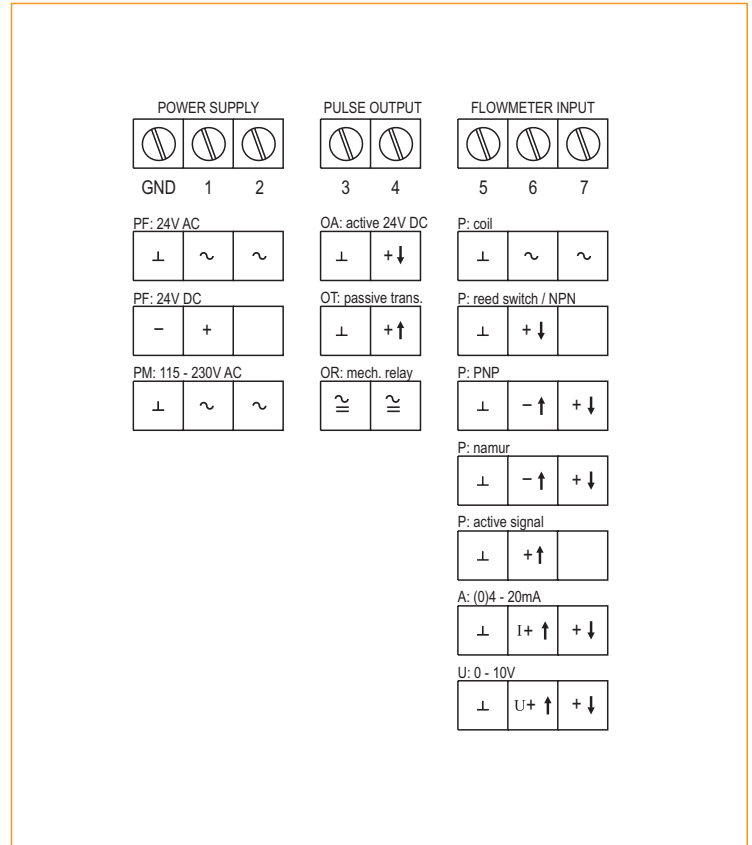 POWER SUPPLY PULSE OUTPUT FLOWMETER INPUT
GND 1 2 3 4 5 6 7
PF: 24V AC OA: active 24V DC P: coil
⊥ ~ ~ ⊥ +↓ ⊥ ~ ~
PF: 24V DC OT: passive trans. P: reed switch / NPN
− + ⊥ +↑ ⊥ +↓
PM: 115 - 230V AC OR: mech. relay P: PNP
⊥ ~ ~ ≅ ≅ ⊥ −↑ +↓
P: namur
⊥ −↑ +↓
P: active signal
⊥ +↑
A: (0)4 - 20mA
⊥ I+ ↑ +↓
U: 0 - 10V
⊥ U+ ↑ +↓